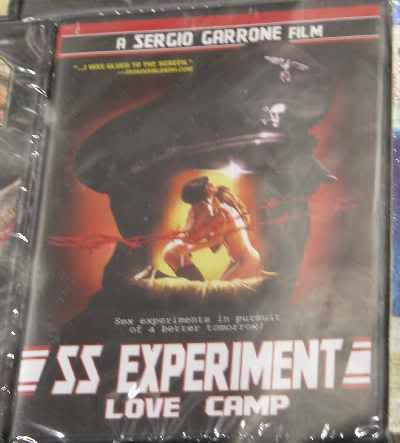 A SERGIO GARRONE FILM
"...I WAS GLUED TO THE SCREEN."
Sex experiments in pursuit
of a better tomorrow!
SS EXPERIMENT
LOVE CAMP